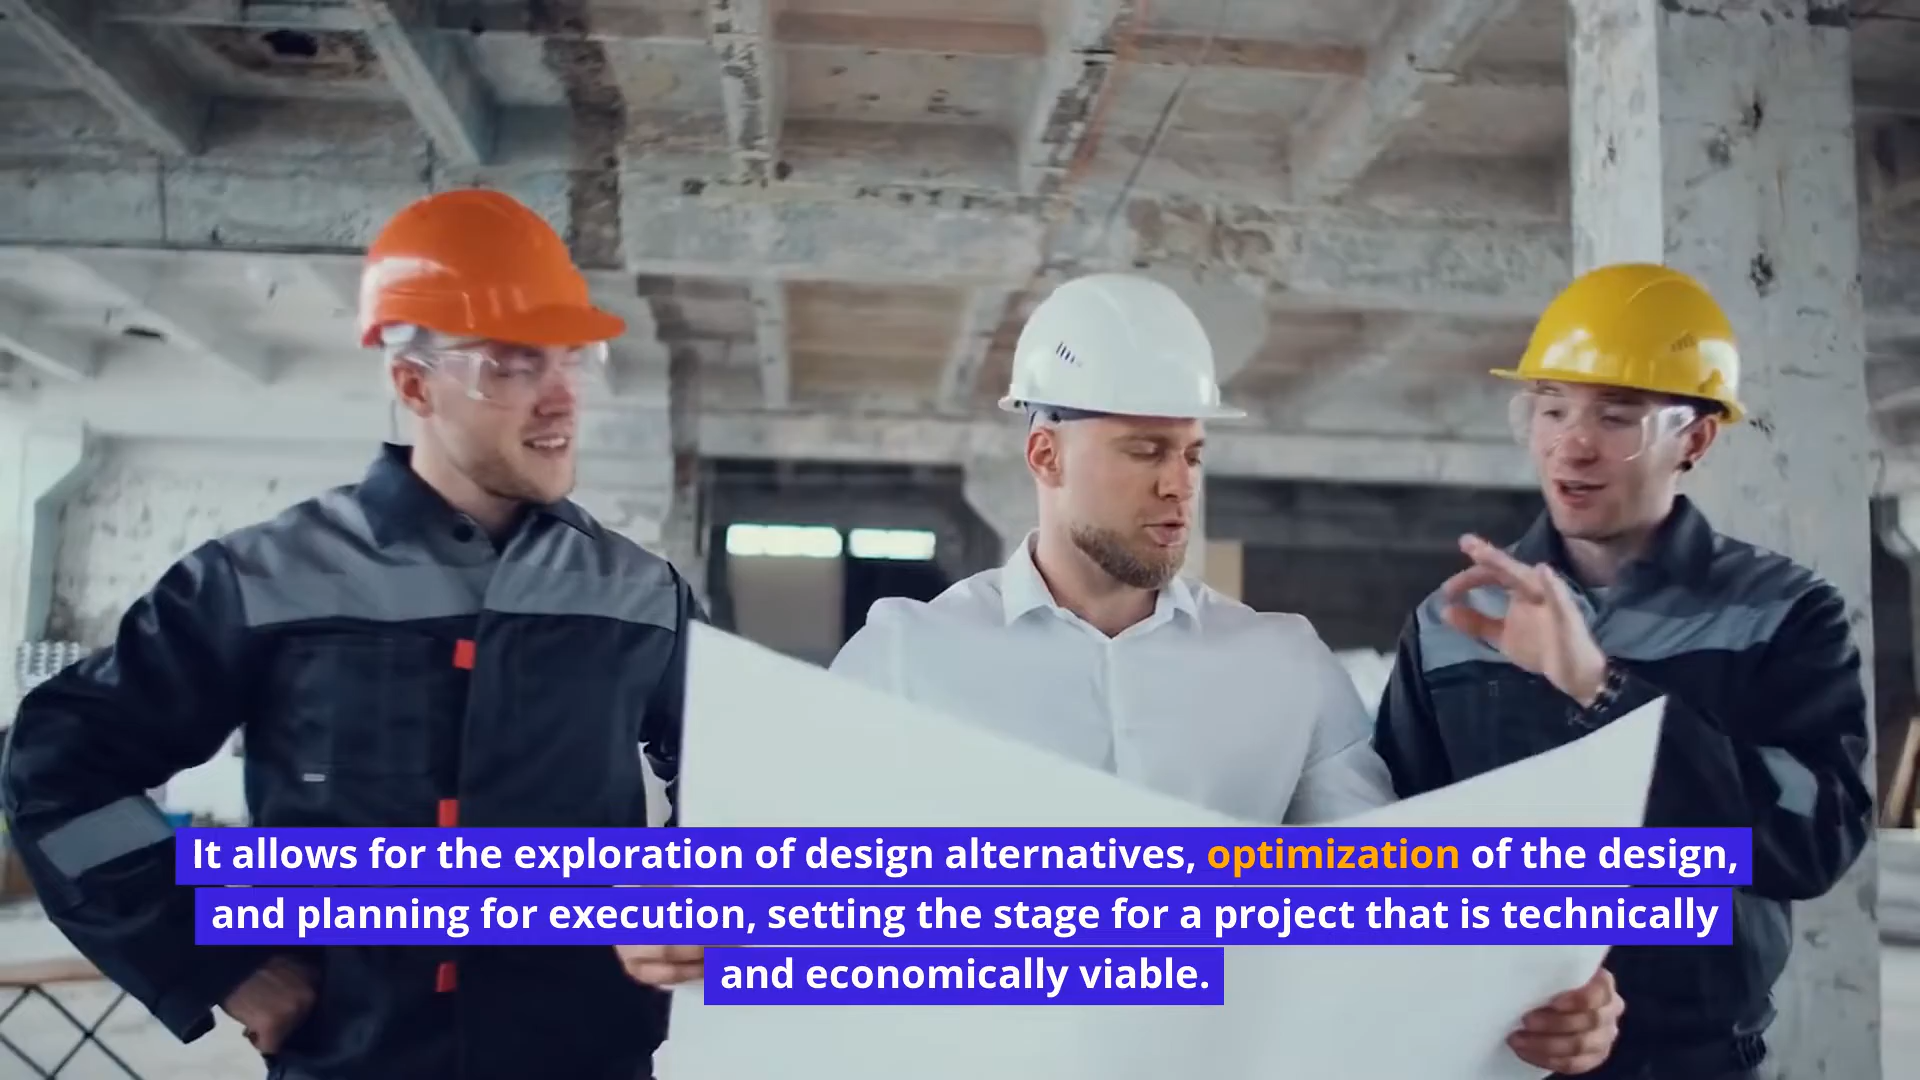 It allows for the exploration of design alternatives, optimization of the design,
and planning for execution, setting the stage for a project that is technically
and economically viable.